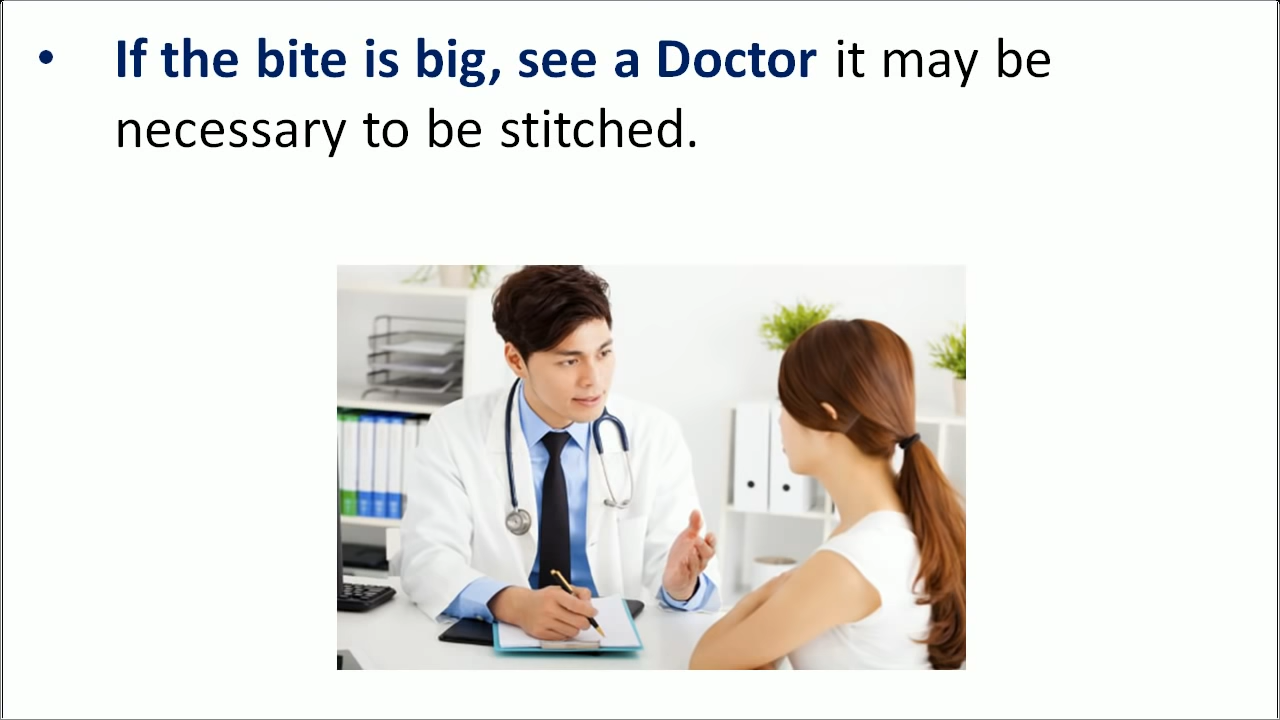 • If the bite is big, see a Doctor it may be
necessary to be stitched.